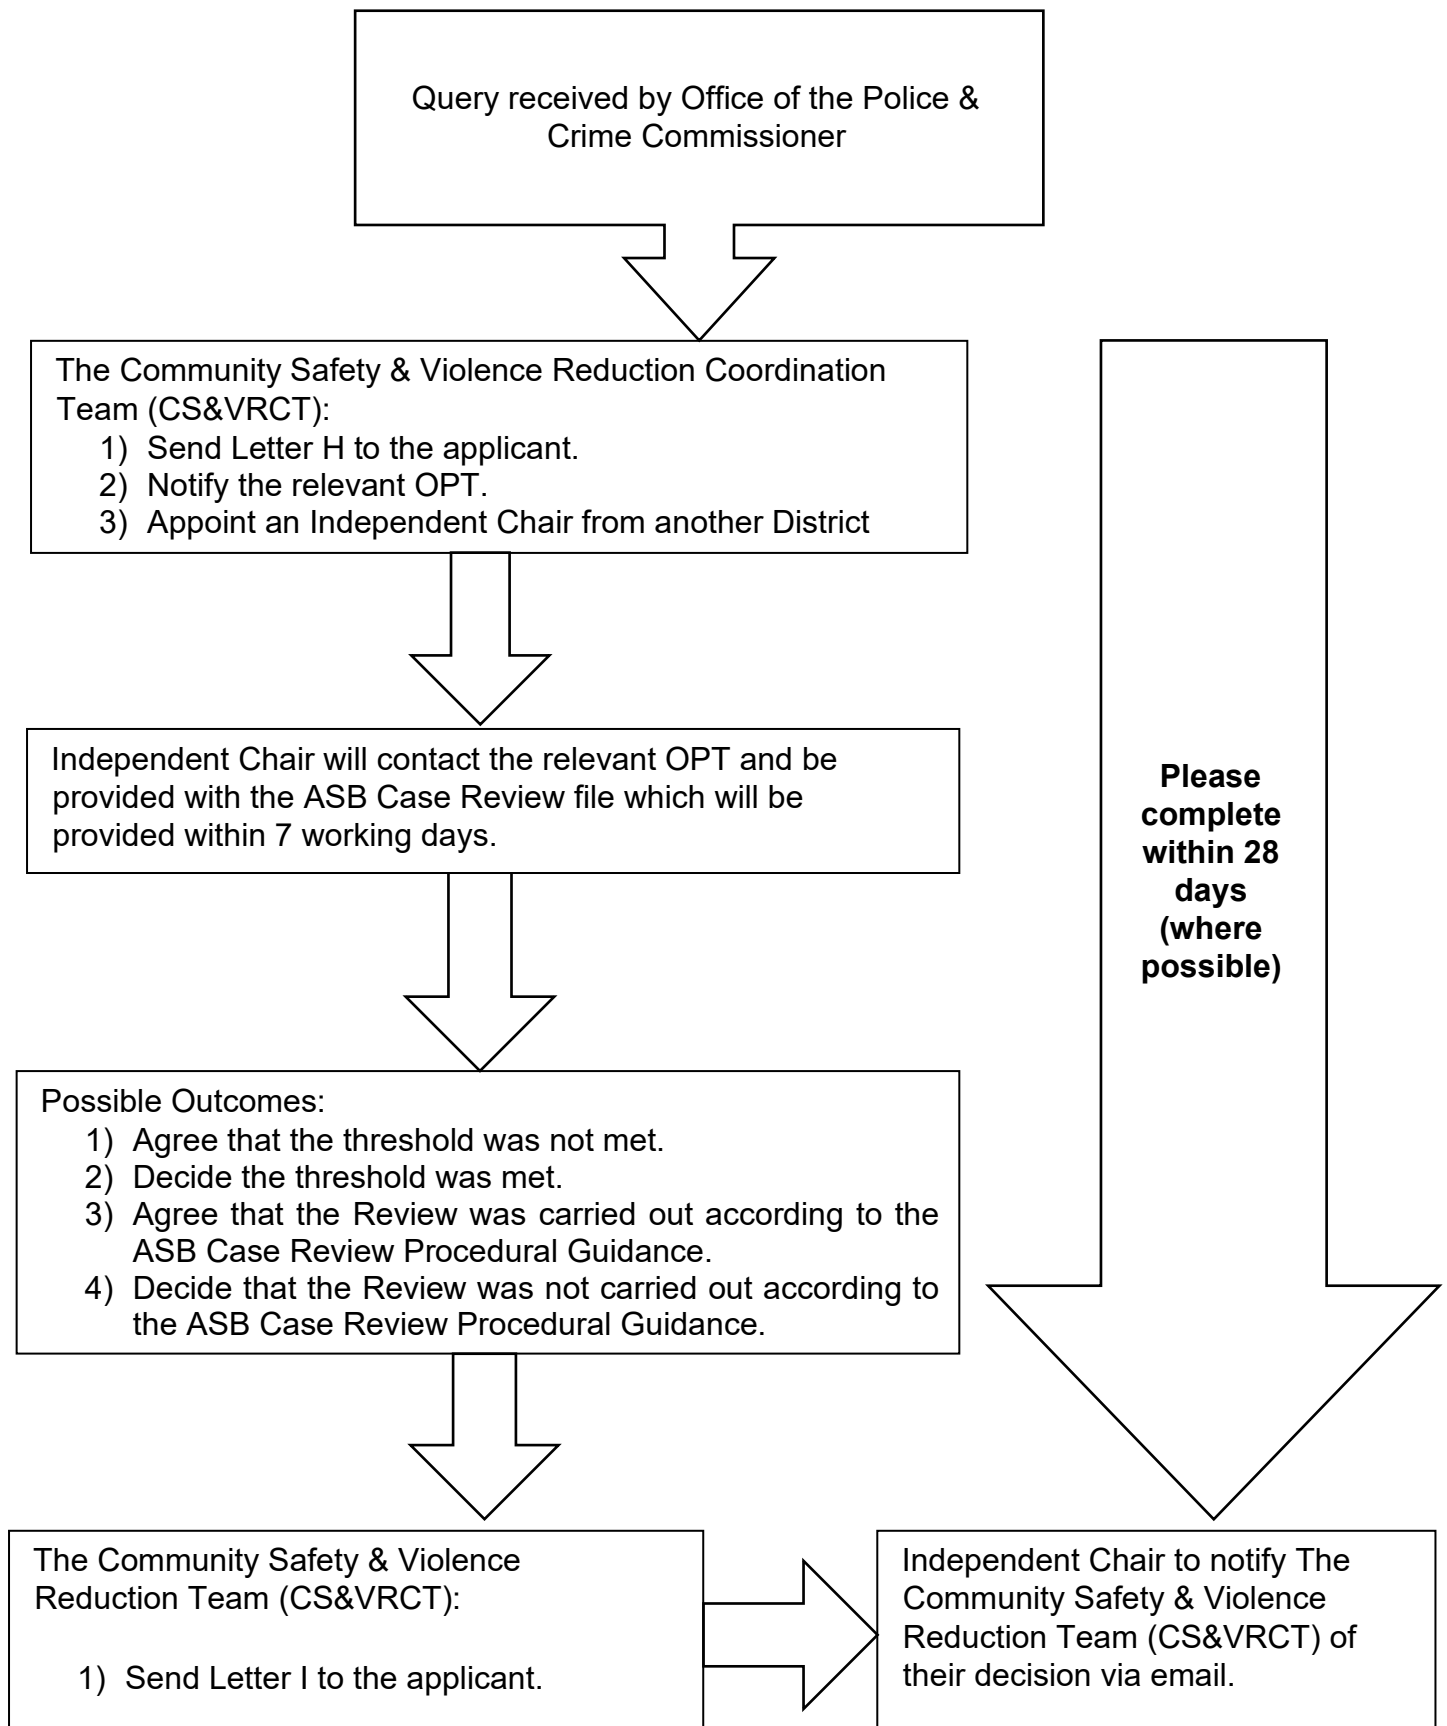 Query received by Office of the Police &
Crime Commissioner
The Community Safety & Violence Reduction Coordination
Team (CS&VRCT):
1) Send Letter H to the applicant.
2) Notify the relevant OPT.
3) Appoint an Independent Chair from another District
Independent Chair will contact the relevant OPT and be
provided with the ASB Case Review file which will be
provided within 7 working days.
Please
complete
within 28
days
(where
possible)
Possible Outcomes:
1) Agree that the threshold was not met.
2) Decide the threshold was met.
3) Agree that the Review was carried out according to the
ASB Case Review Procedural Guidance.
4) Decide that the Review was not carried out according to
the ASB Case Review Procedural Guidance.
The Community Safety & Violence
Reduction Team (CS&VRCT):
1) Send Letter I to the applicant.
Independent Chair to notify The
Community Safety & Violence
Reduction Team (CS&VRCT) of
their decision via email.